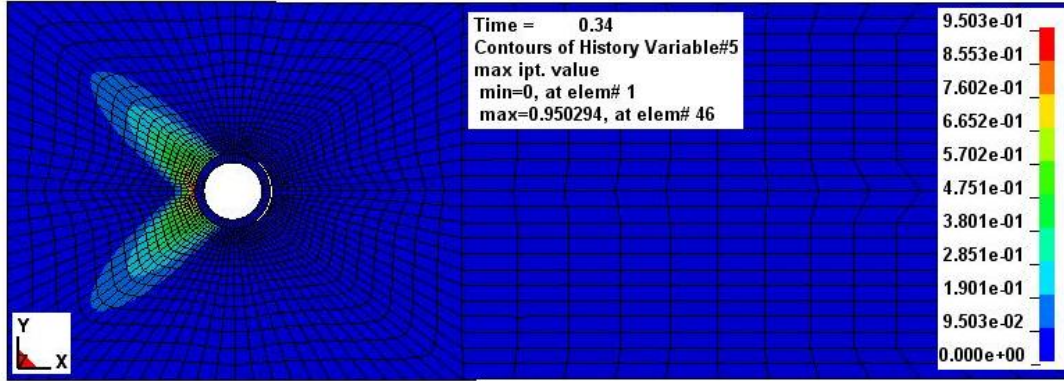 Time = 0.34
Contours of History Variable#5
max ipt. value
min=0, at elem# 1
max=0.950294, at elem# 46
9.503e-01
8.553e-01
7.602e-01
6.652e-01
5.702e-01
4.751e-01
3.801e-01
2.851e-01
1.901e-01
9.503e-02
0.000e+00
Y
Z X